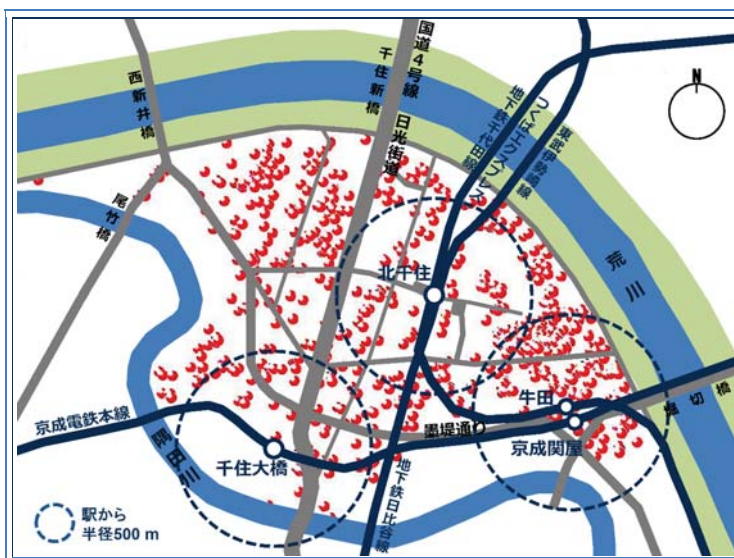 国道4号線 日光街道
千住新橋
西新井橋
尾竹橋
つくばエクスプレス
地下鉄千代田線
東武伊勢崎線
N
荒川
北千住
牛田
京成関屋
堀切橋
墨堤通り
京成電鉄本線
隅田川
千住大橋
地下鉄日比谷線
駅から
半径500 m